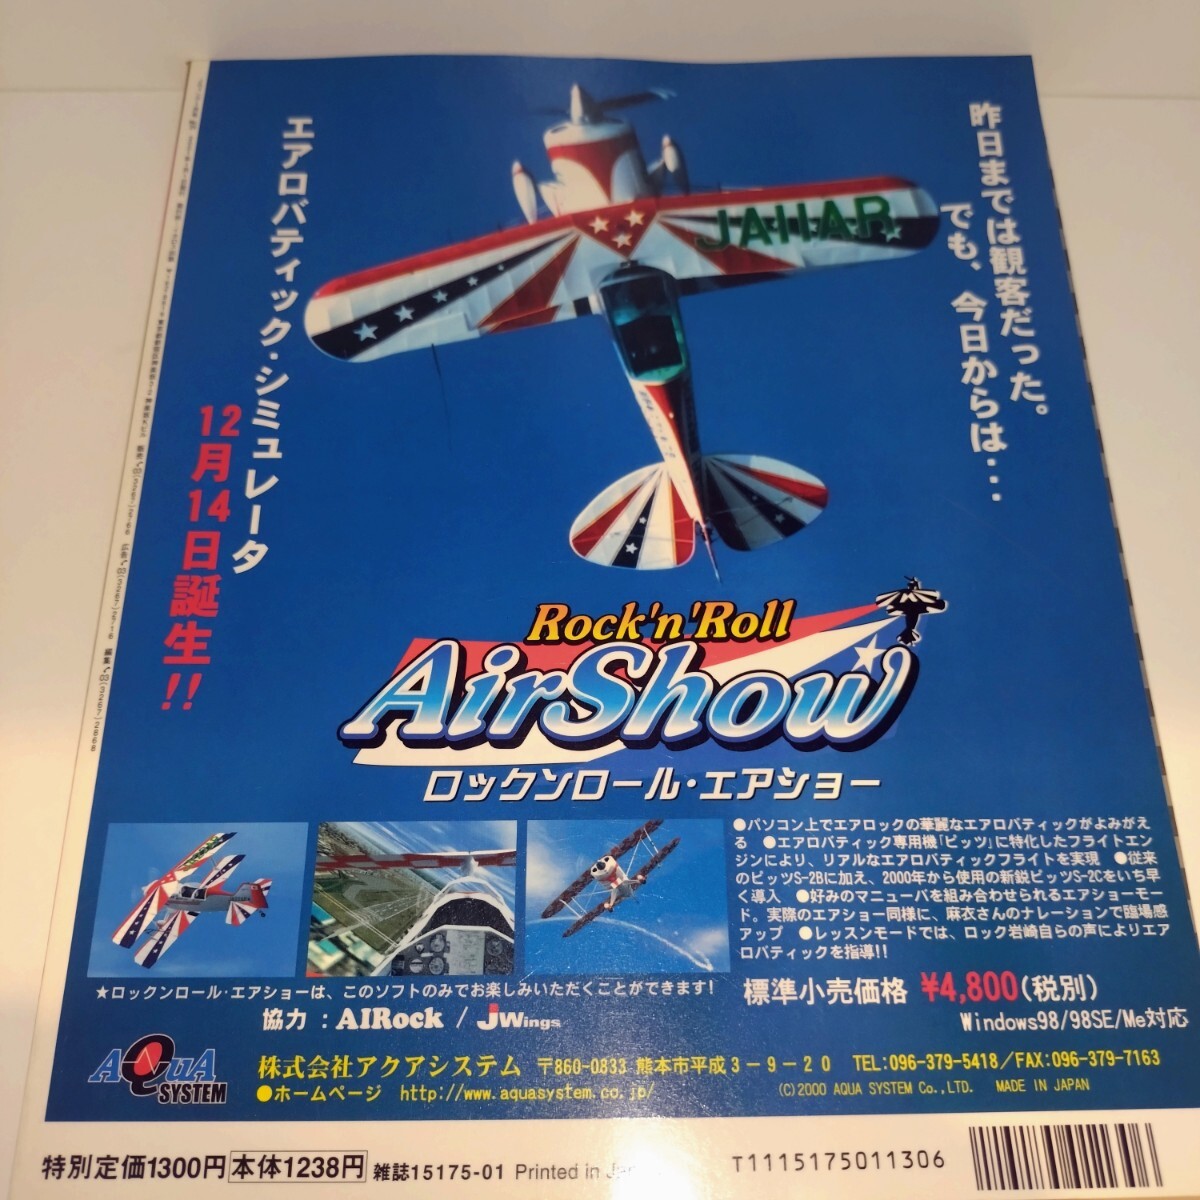 昨日までは観客だった。
でも、今日からは…
エアロバティック・シミュレータ
12月14日誕生!!
JA11AR
Rock'n'Roll
AirShow
ロックンロール・エアショー
●パソコン上でエアロックの華麗なエアロバティックがよみがえ
る ●エアロバティック専用機「ピッツ」に特化したフライトエン
ジンにより、リアルなエアロバティックフライトを実現 ●従来
のピッツS-2Bに加え、2000年から使用の新鋭ピッツS-2Cをいち早
く導入 ●好みのマニューバを組み合わせられるエアショーモー
ド。実際のエアショー同様に、麻衣さんのナレーションで臨場感
アップ ●レッスンモードでは、ロック岩崎自らの声によりエア
ロバティックを指導!!
★ロックンロール・エアショーは、このソフトのみでお楽しみいただくことができます!
標準小売価格 ¥4,800(税別)
Windows98/98SE/Me対応
協力 : AIRock / JWings
AQUA
SYSTEM
株式会社アクアシステム 〒860-0833 熊本市平成3-9-20 TEL:096-379-5418/FAX:096-379-7163
●ホームページ http://www.aquasystem.co.jp/
(C)2000 AQUA SYSTEM Co.,LTD. MADE IN JAPAN
特別定価1300円 本体1238円 雑誌15175-01 Printed in
T1115175011306